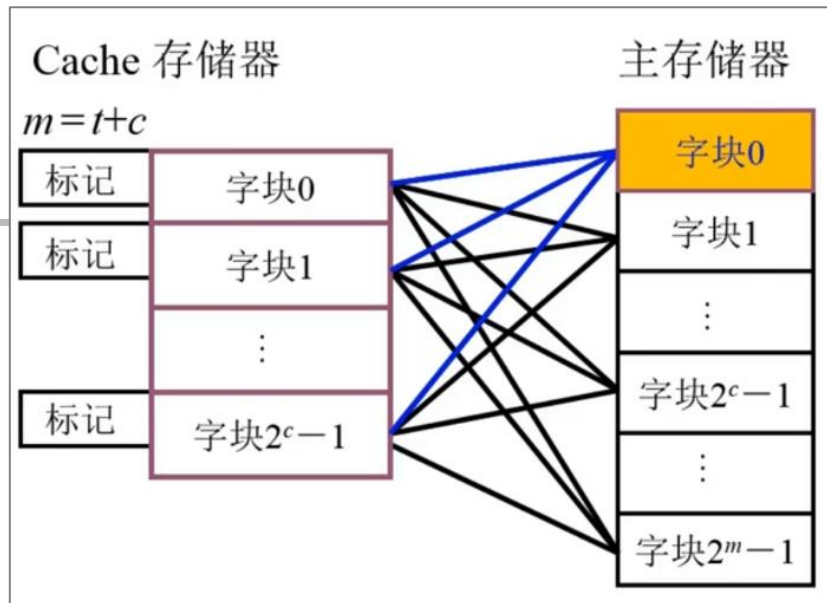 Cache 存储器
主存储器
m = t+c
标记
字块0
标记
字块1
⋮
标记
字块2ᶜ－1
字块0
字块1
⋮
字块2ᶜ－1
⋮
字块2ᵐ－1